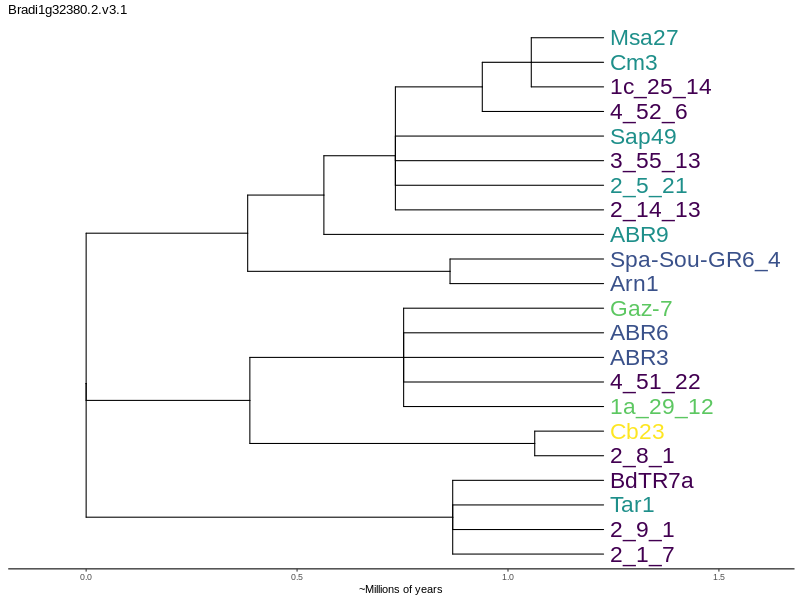 Bradi1g32380.2.v3.1
Msa27
Cm3
1c_25_14
4_52_6
Sap49
3_55_13
2_5_21
2_14_13
ABR9
Spa-Sou-GR6_4
Arn1
Gaz-7
ABR6
ABR3
4_51_22
1a_29_12
Cb23
2_8_1
BdTR7a
Tar1
2_9_1
2_1_7
0.0 0.5 1.0 1.5
~Millions of years